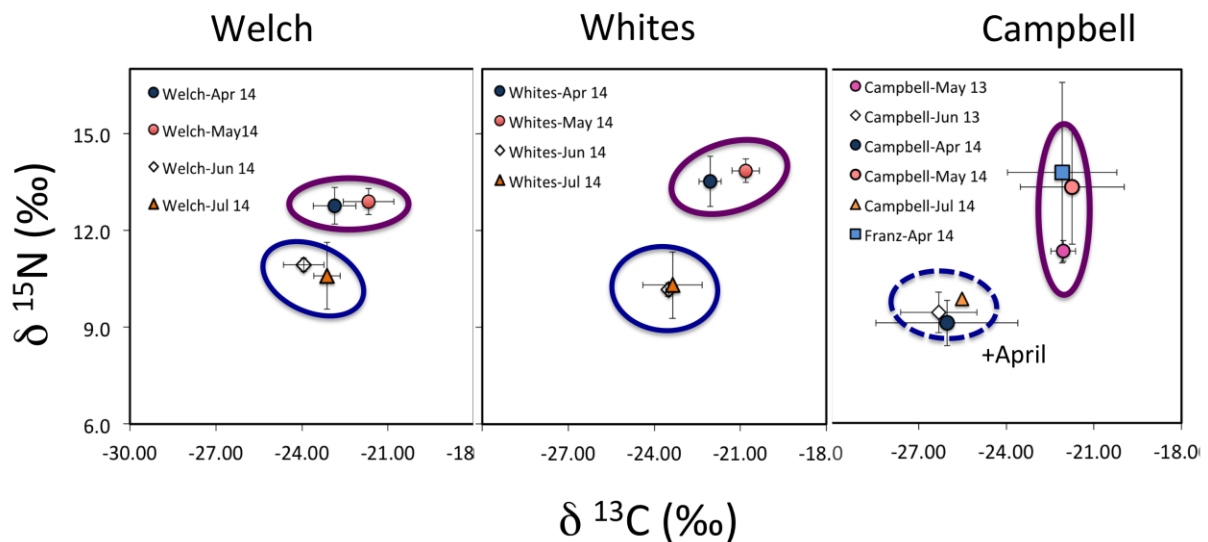 Welch
Whites
Campbell
Welch-Apr 14
Welch-May14
Welch-Jun 14
Welch-Jul 14
Whites-Apr 14
Whites-May 14
Whites-Jun 14
Whites-Jul 14
Campbell-May 13
Campbell-Jun 13
Campbell-Apr 14
Campbell-May 14
Campbell-Jul 14
Franz-Apr 14
+April
δ 15N (‰)
15.0
12.0
9.0
6.0
-30.00 -27.00 -24.00 -21.00 -18
-27.00 -24.00 -21.00 -18.0
-27.00 -24.00 -21.00 -18.0
δ 13C (‰)